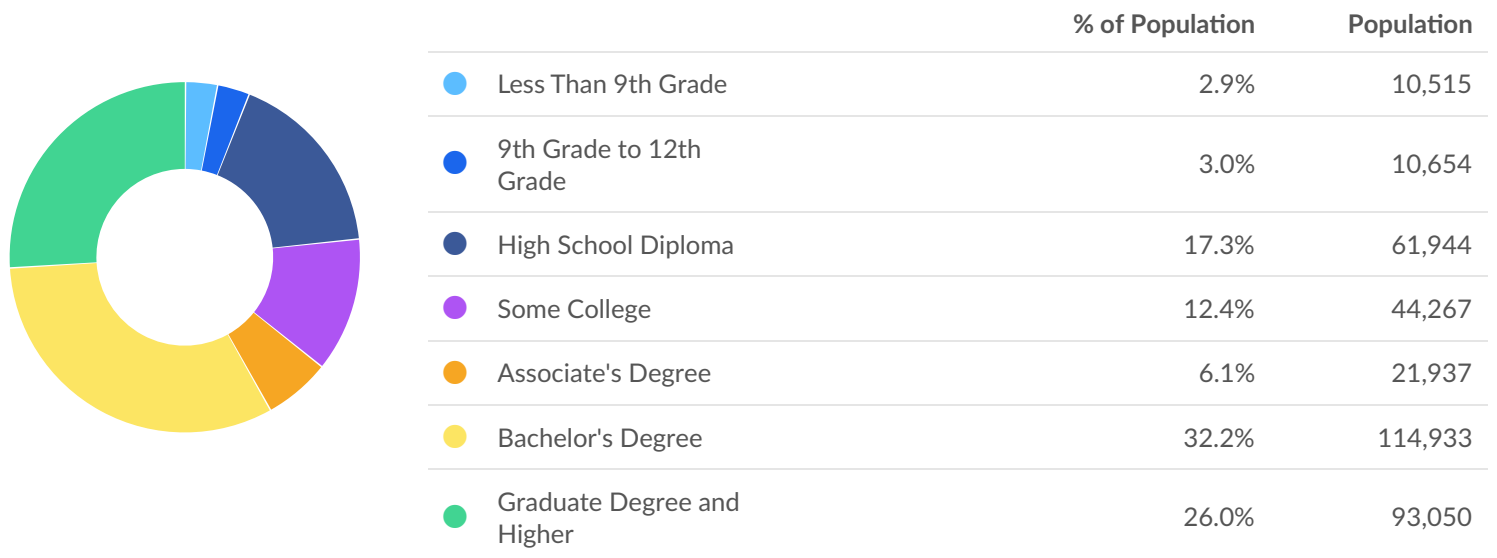 % of Population Population
Less Than 9th Grade 2.9% 10,515
9th Grade to 12th
Grade 3.0% 10,654
High School Diploma 17.3% 61,944
Some College 12.4% 44,267
Associate's Degree 6.1% 21,937
Bachelor's Degree 32.2% 114,933
Graduate Degree and
Higher 26.0% 93,050